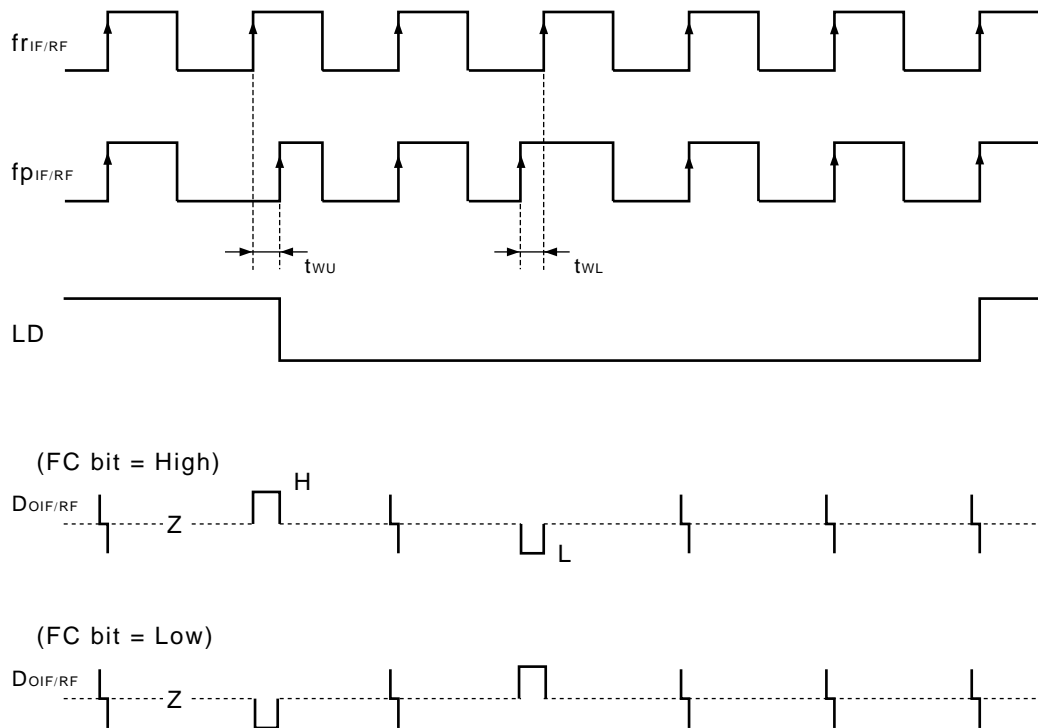 frIF/RF
fpIF/RF
tWU
tWL
LD
(FC bit = High)
H
DOIF/RF
Z
L
(FC bit = Low)
DOIF/RF
Z